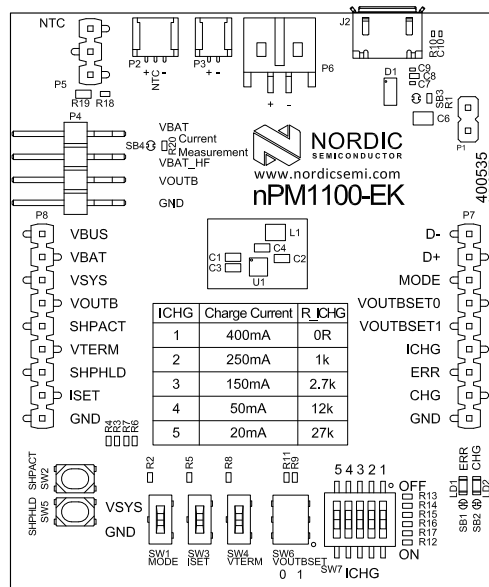 NTC
P5
R19 R18
P2
+ NTC -
P3
+ -
P6
+ -
J2
R10
C10
C9
C8
C7
D1
SB3
R1
C6
P1
400535
P4
SB4
R20
VBAT
Current
Measurement
VBAT_HF
VOUTB
GND
NORDIC
SEMICONDUCTOR
www.nordicsemi.com
nPM1100-EK
P8
VBUS
VBAT
VSYS
VOUTB
SHPACT
VTERM
SHPHLD
ISET
GND
L1
C4
C1
C3
C2
U1
ICHG Charge Current R_ICHG
1 400mA 0R
2 250mA 1k
3 150mA 2.7k
4 50mA 12k
5 20mA 27k
P7
D-
D+
MODE
VOUTBSET0
VOUTBSET1
ICHG
ERR
CHG
GND
R4
R3
R7
R6
SHPACT
SW2
SHPHLD
SW5
VSYS
GND
R2
SW1
MODE
R5
SW3
ISET
R8
SW4
VTERM
R11
R9
SW6
VOUTBSET
0 1
5 4 3 2 1
OFF
R13
R14
R15
R16
R17
R12
ON
SW7
ICHG
ERR
CHG
LD1
LD2
SB1
SB2